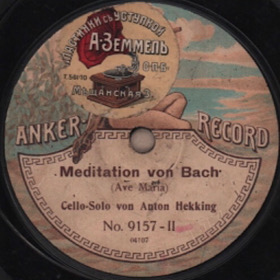 А·ЗЕММЕЛЬ
С·П·Б·
ANKER RECORD
Meditation von Bach
(Ave Maria)
Cello-Solo von Anton Hekking
No. 9157-II